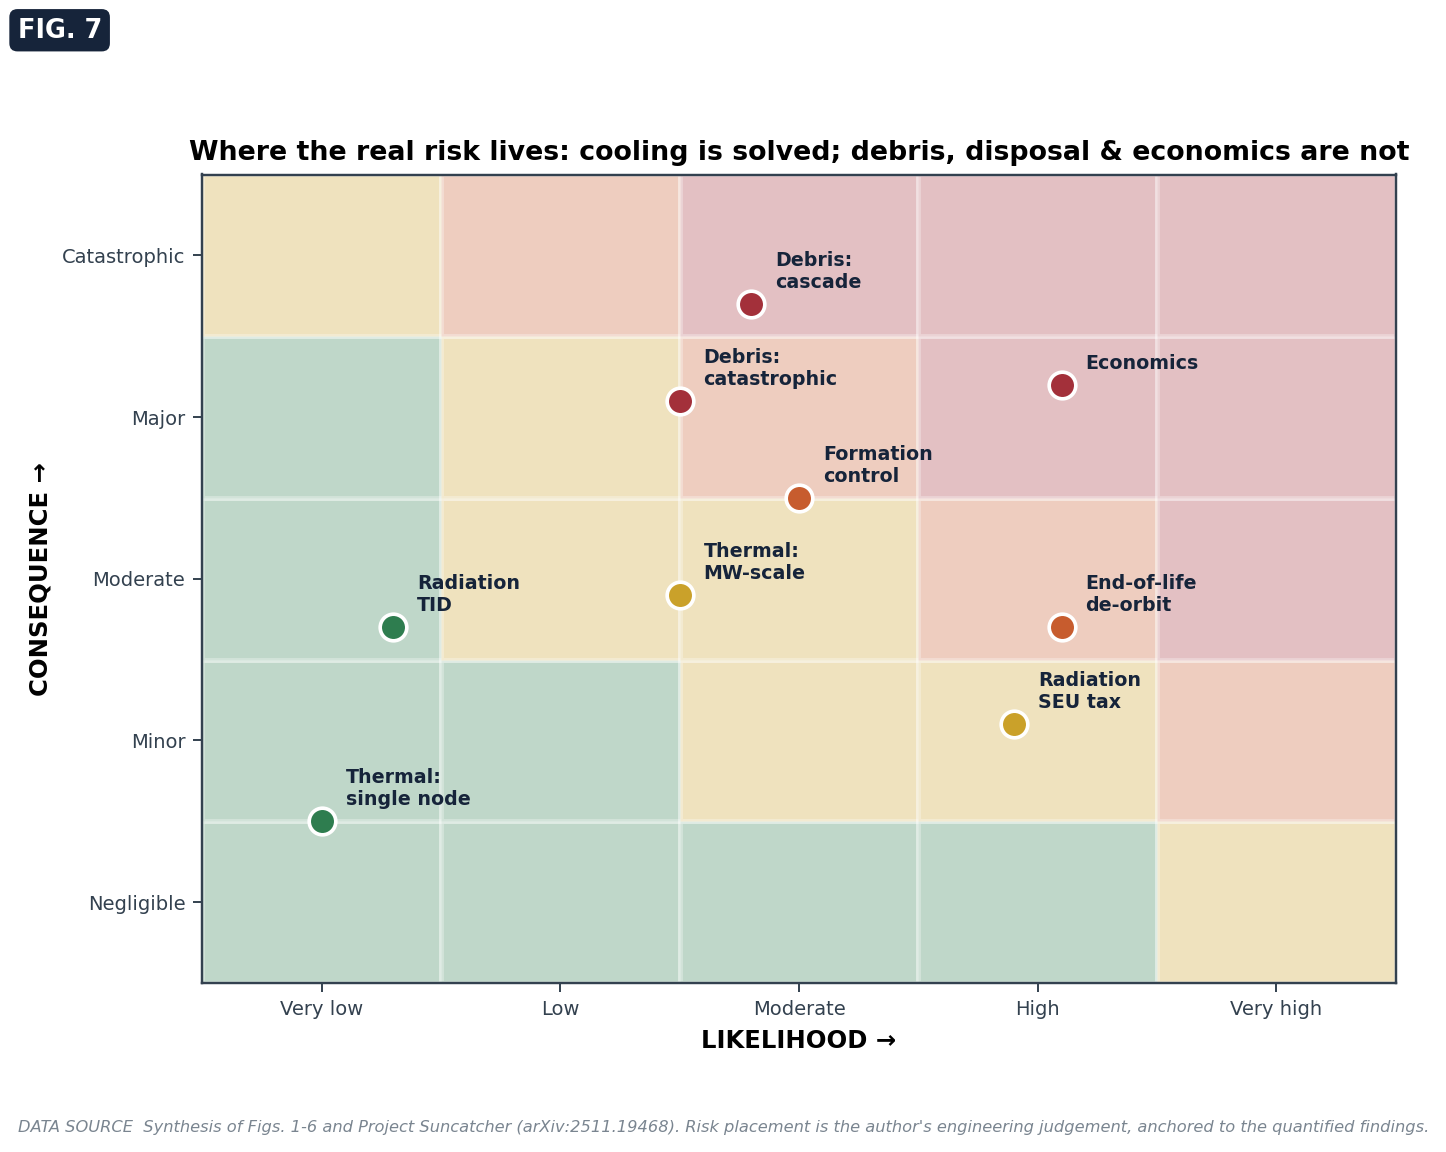 FIG. 7
Where the real risk lives: cooling is solved; debris, disposal & economics are not
CONSEQUENCE →
Catastrophic
Major
Moderate
Minor
Negligible
Debris:
cascade
Debris:
catastrophic
Economics
Formation
control
Thermal:
MW-scale
Radiation
TID
End-of-life
de-orbit
Radiation
SEU tax
Thermal:
single node
Very low
Low
Moderate
High
Very high
LIKELIHOOD →
DATA SOURCE  Synthesis of Figs. 1-6 and Project Suncatcher (arXiv:2511.19468). Risk placement is the author's engineering judgement, anchored to the quantified findings.